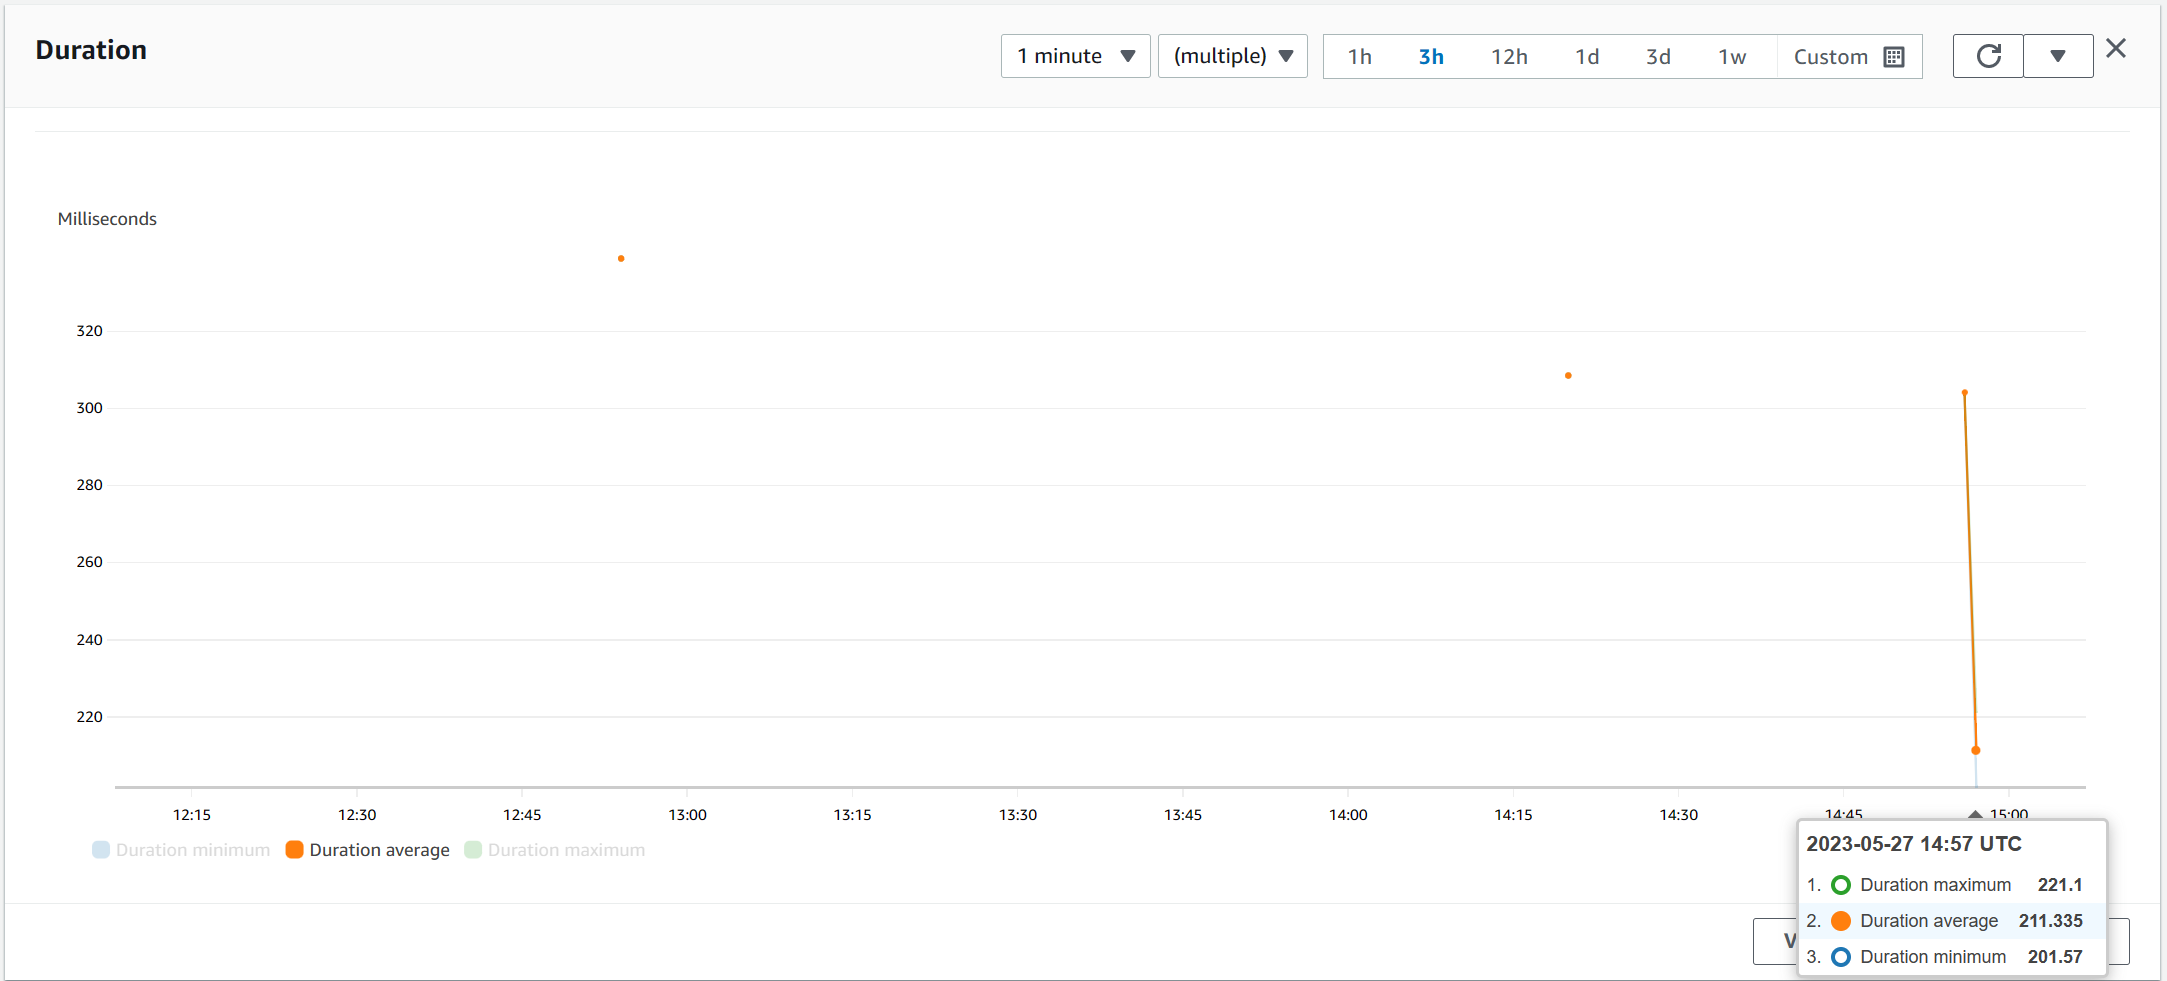 Duration
1 minute (multiple) 1h 3h 12h 1d 3d 1w Custom
Milliseconds
320
300
280
260
240
220
12:15 12:30 12:45 13:00 13:15 13:30 13:45 14:00 14:15 14:30 14:45 15:00
Duration minimum Duration average Duration maximum
2023-05-27 14:57 UTC
1. Duration maximum 221.1
2. Duration average 211.335
3. Duration minimum 201.57